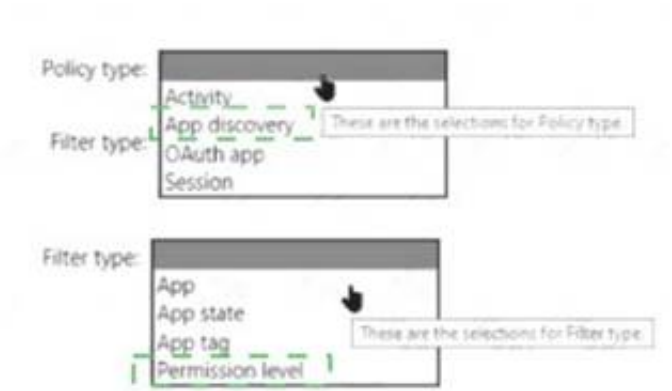 Policy type:
Activity
App discovery
These are the selections for Policy type.
Filter type:
OAuth app
Session
Filter type:
App
App state
These are the selections for Filter type.
App tag
Permission level